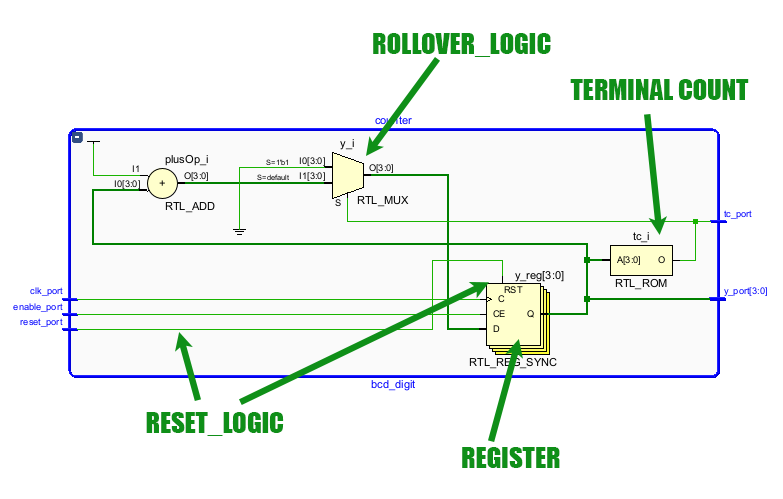 ROLLOVER_LOGIC
TERMINAL COUNT
y_i
plusOp_i
I1
I0[3:0]
+
O[3:0]
RTL_ADD
S=1'b1
I0[3:0]
S=default
I1[3:0]
S
O[3:0]
RTL_MUX
tc_port
tc_i
A[3:0]
O
RTL_ROM
clk_port
enable_port
reset_port
y_reg[3:0]
RST
C
CE
D
Q
y_port[3:0]
bcd_digit
RESET_LOGIC
REGISTER